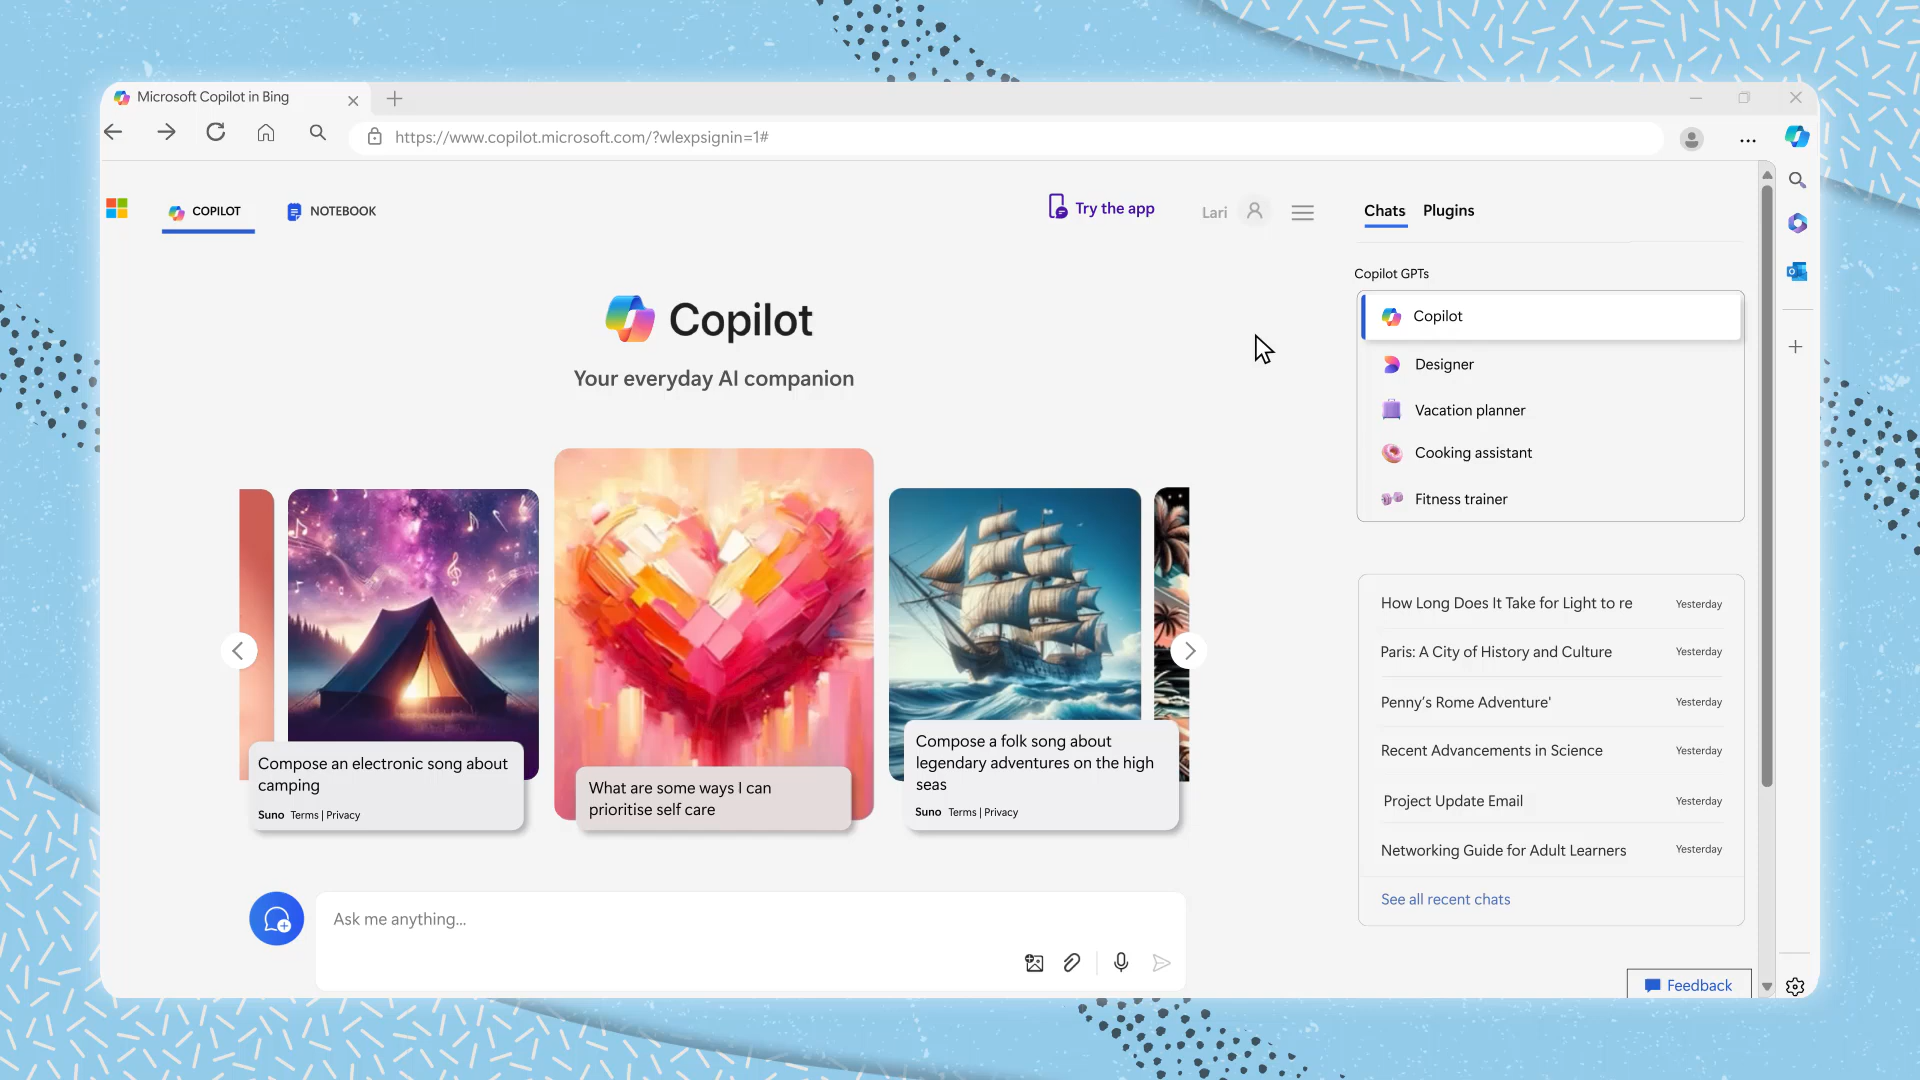 Microsoft Copilot in Bing
https://www.copilot.microsoft.com/?wlexpsignin=1#
COPILOT
NOTEBOOK
Try the app
Lari
Chats
Plugins
Copilot
Your everyday AI companion
Compose an electronic song about
camping
Suno Terms | Privacy
What are some ways I can
prioritise self care
Compose a folk song about
legendary adventures on the high
seas
Suno Terms | Privacy
Ask me anything...
Copilot GPTs
Copilot
Designer
Vacation planner
Cooking assistant
Fitness trainer
How Long Does It Take for Light to re Yesterday
Paris: A City of History and Culture Yesterday
Penny's Rome Adventure' Yesterday
Recent Advancements in Science Yesterday
Project Update Email Yesterday
Networking Guide for Adult Learners Yesterday
See all recent chats
Feedback